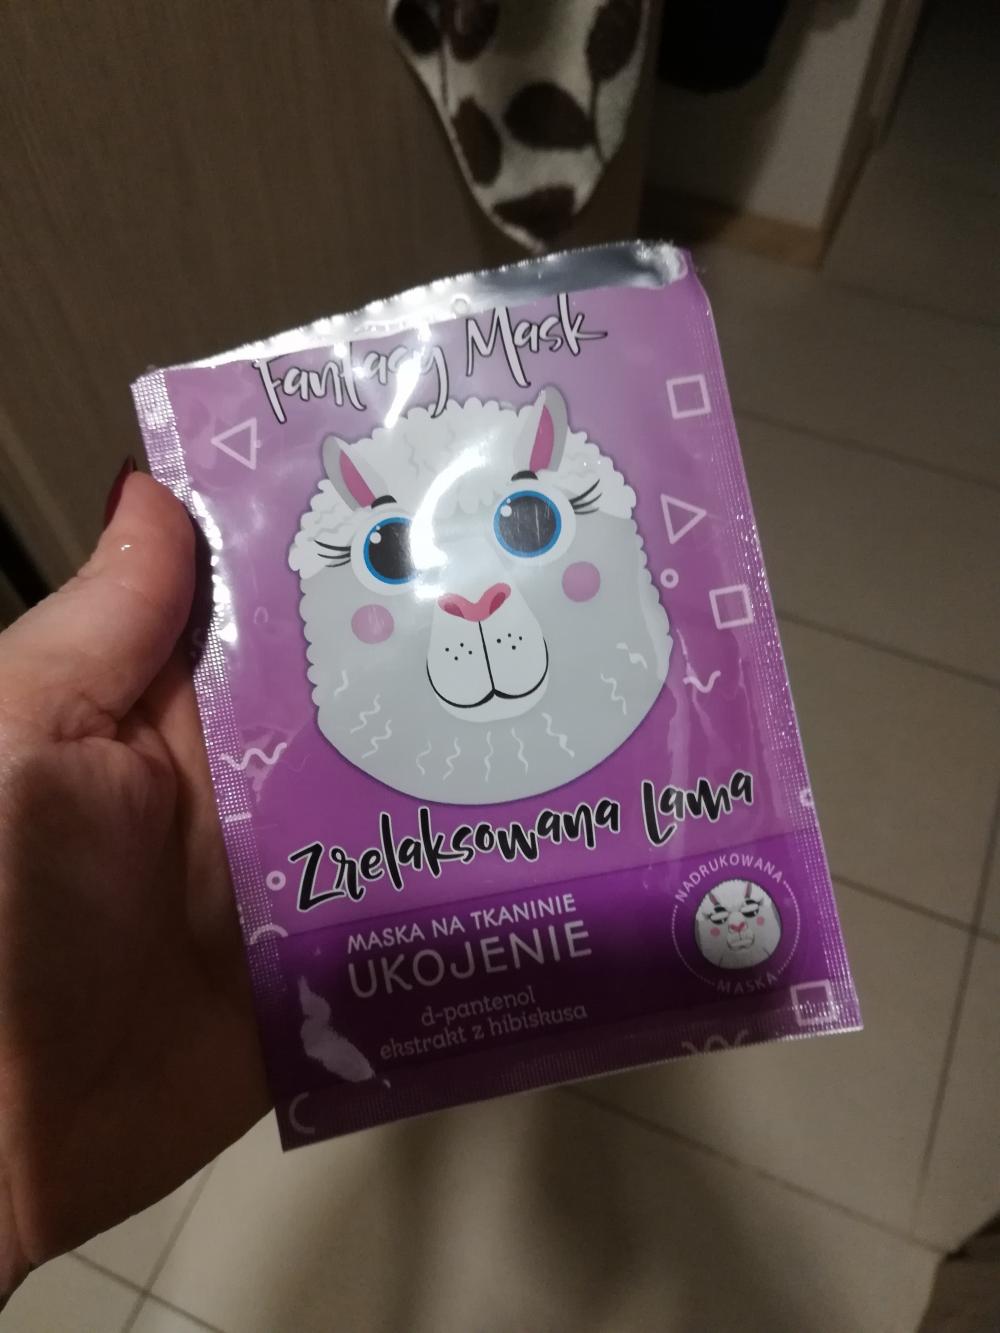 Fantasy Mask
Zrelaksowana Lama
MASKA NA TKANINIE
UKOJENIE
d-pantenol
ekstrakt z hibiskusa
NADRUKOWANA
MASKA